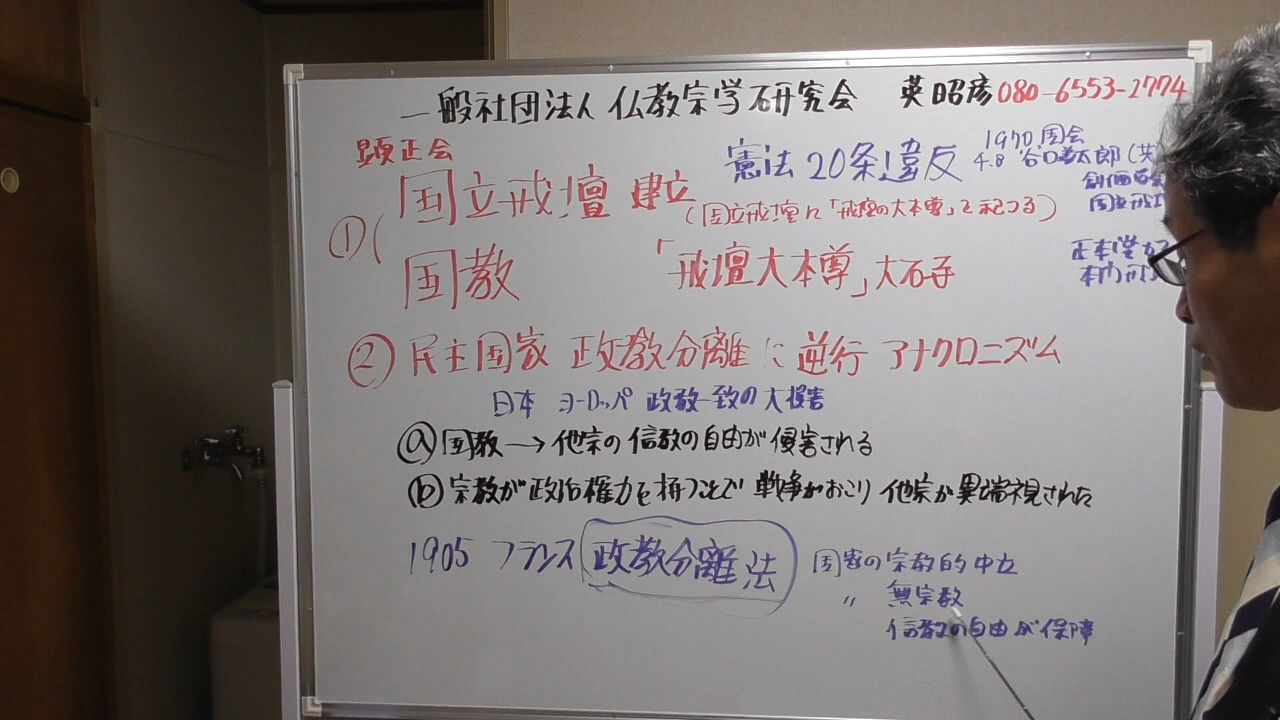 一般社団法人 仏教宗学研究会 英昭彦 080-6553-2774
顕正会
憲法20条違反
1970 国会
4.8 谷口善太郎(共
創価学会
国立戒壇
① 国立戒壇 建立
(国立戒壇に「戒壇の大本尊」を祀つる)
国教 「戒壇大本尊」大石寺
正本堂が
本門戒
② 民主国家 政教分離に逆行 アナクロニズム
日本 ヨーロッパ 政教一致の大損害
ⓐ 国教→他宗の信教の自由が侵害される
ⓑ 宗教が政治権力を持つことで 戦争がおこり 他宗が異端視された
1905 フランス 政教分離法
国家の宗教的中立
〃 無宗教
信教の自由が保障